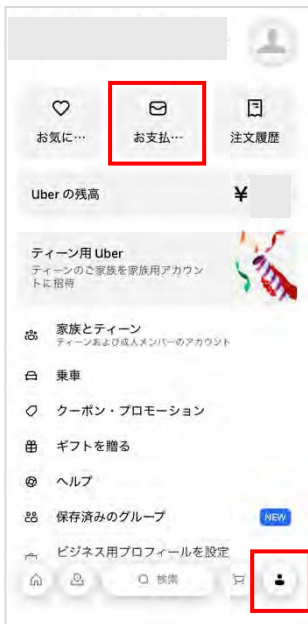 お気に…
お支払…
注文履歴
Uber の残高
¥
ティーン用 Uber
ティーンのご家族を家族用アカウン
トに招待
家族とティーン
ティーンおよび成人メンバーのアカウント
乗車
クーポン・プロモーション
ギフトを贈る
ヘルプ
保存済みのグループ
NEW
ビジネス用プロフィールを設定
検索